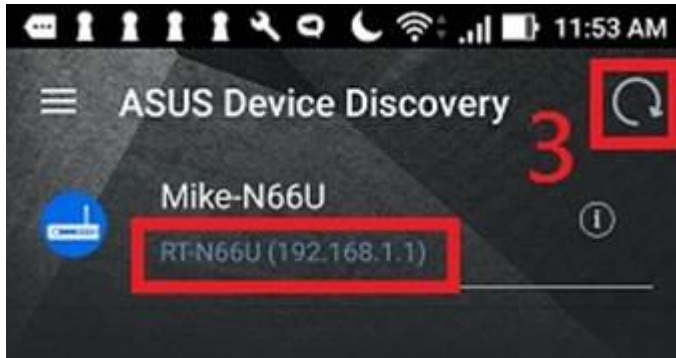 11:53 AM
ASUS Device Discovery
3
Mike-N66U
RT-N66U (192.168.1.1)